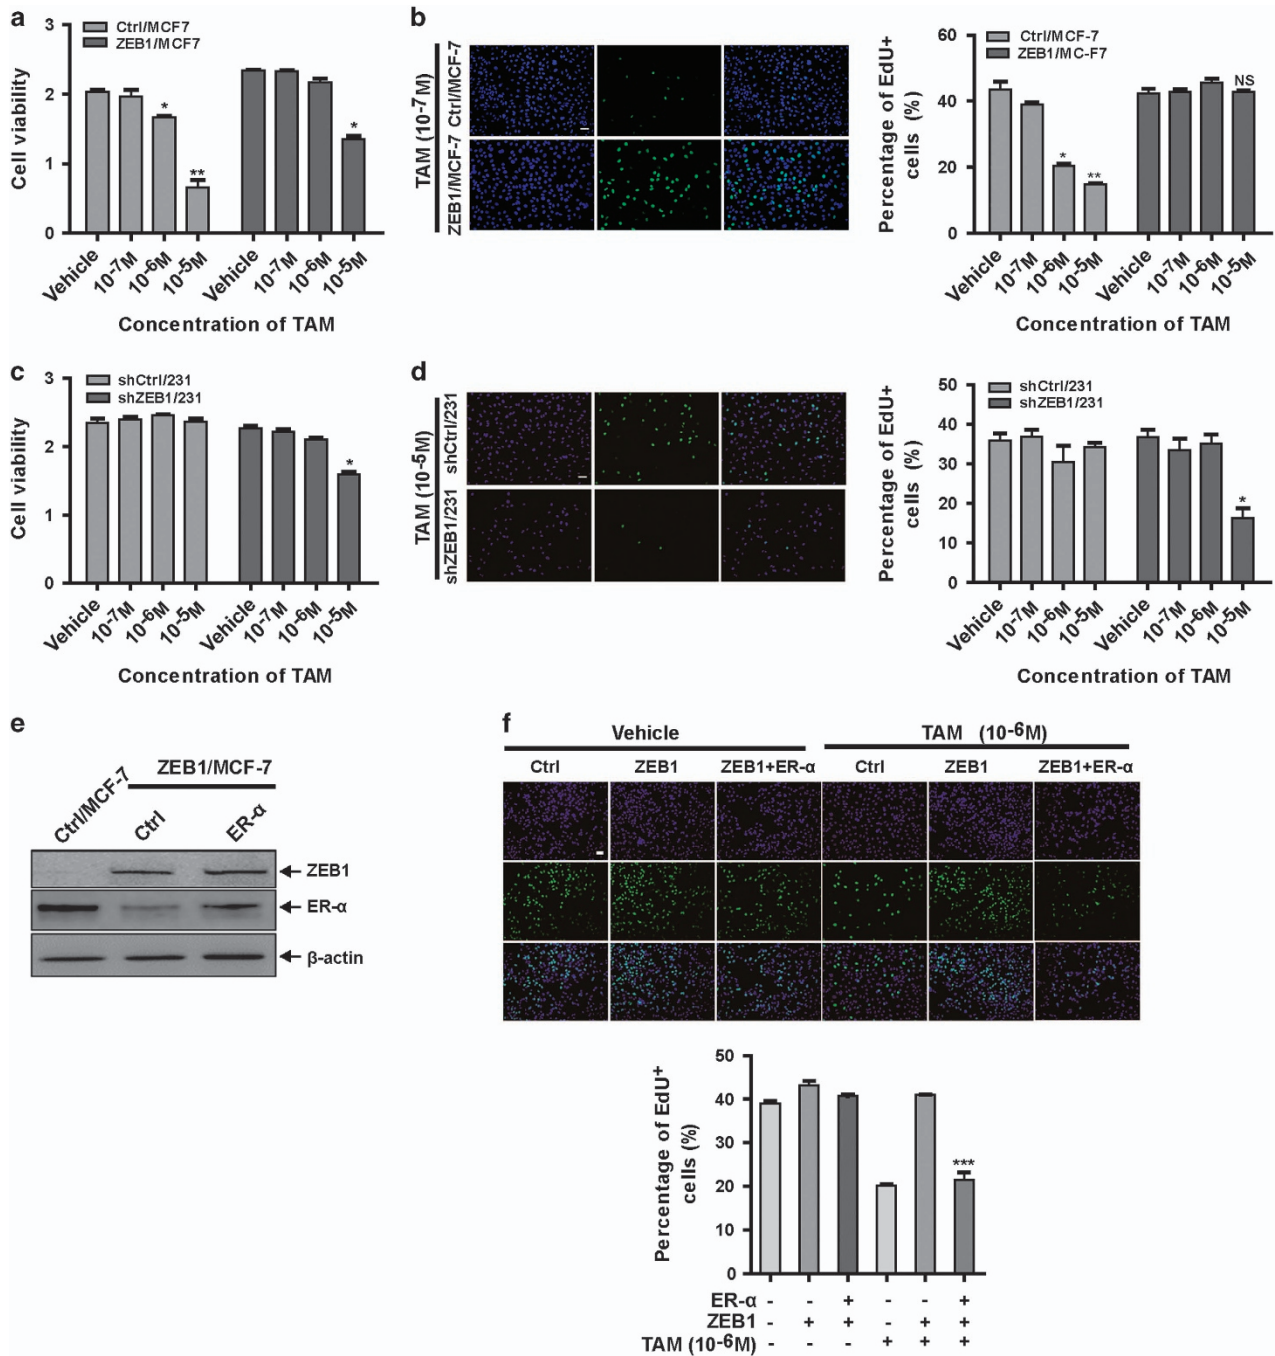 a
Ctrl/MCF7
ZEB1/MCF7
Cell viability
3
2
1
0
*
**
*
Vehicle
10-7M
10-6M
10-5M
Vehicle
10-7M
10-6M
10-5M
Concentration of TAM
b
TAM (10-7M)
Ctrl/MCF-7
ZEB1/MCF-7
Ctrl/MCF-7
ZEB1/MC-F7
Percentage of EdU+
cells (%)
60
40
20
0
*
**
NS
Vehicle
10-7M
10-6M
10-5M
Vehicle
10-7M
10-6M
10-5M
Concentration of TAM
c
shCtrl/231
shZEB1/231
Cell viability
3
2
1
0
*
Vehicle
10-7M
10-6M
10-5M
Vehicle
10-7M
10-6M
10-5M
Concentration of TAM
d
TAM (10-5M)
shCtrl/231
shZEB1/231
shCtrl/231
shZEB1/231
Percentage of EdU+
cells (%)
50
40
30
20
10
0
*
Vehicle
10-7M
10-6M
10-5M
Vehicle
10-7M
10-6M
10-5M
Concentration of TAM
e
ZEB1/MCF-7
Ctrl/MCF-7
Ctrl
ER-α
ZEB1
ER-α
β-actin
f
Vehicle
TAM (10-6M)
Ctrl
ZEB1
ZEB1+ER-α
Ctrl
ZEB1
ZEB1+ER-α
Percentage of EdU+
cells (%)
50
40
30
20
10
0
***
ER-α - - + - - +
ZEB1 - + + - + +
TAM (10-6M) - - - + + +